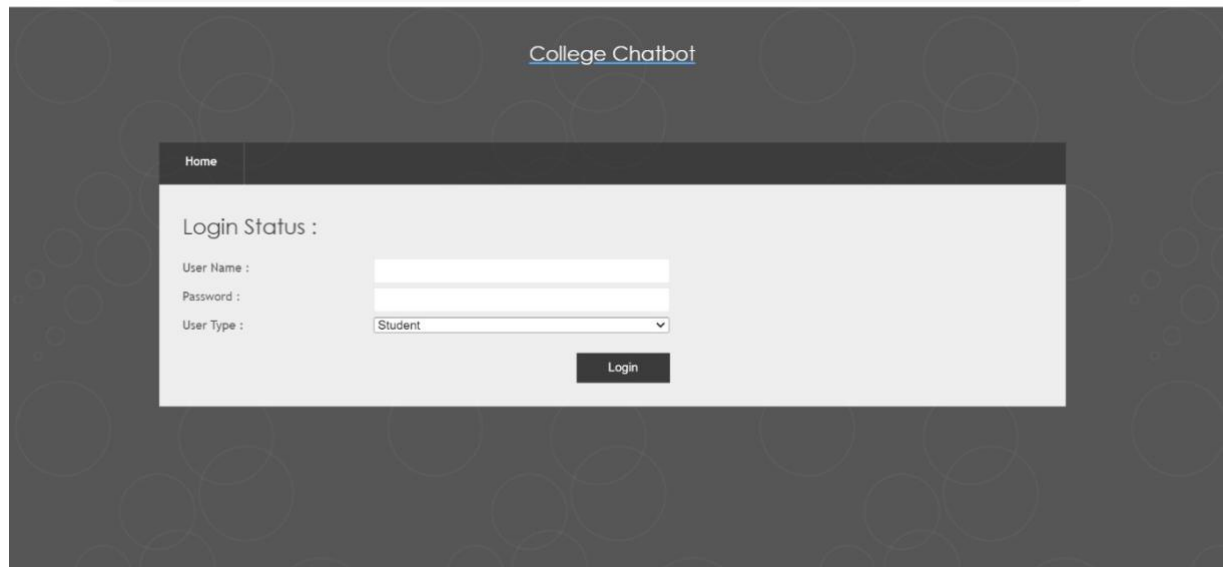 College Chatbot
Home
Login Status :
User Name :
Password :
User Type :
Student
Login